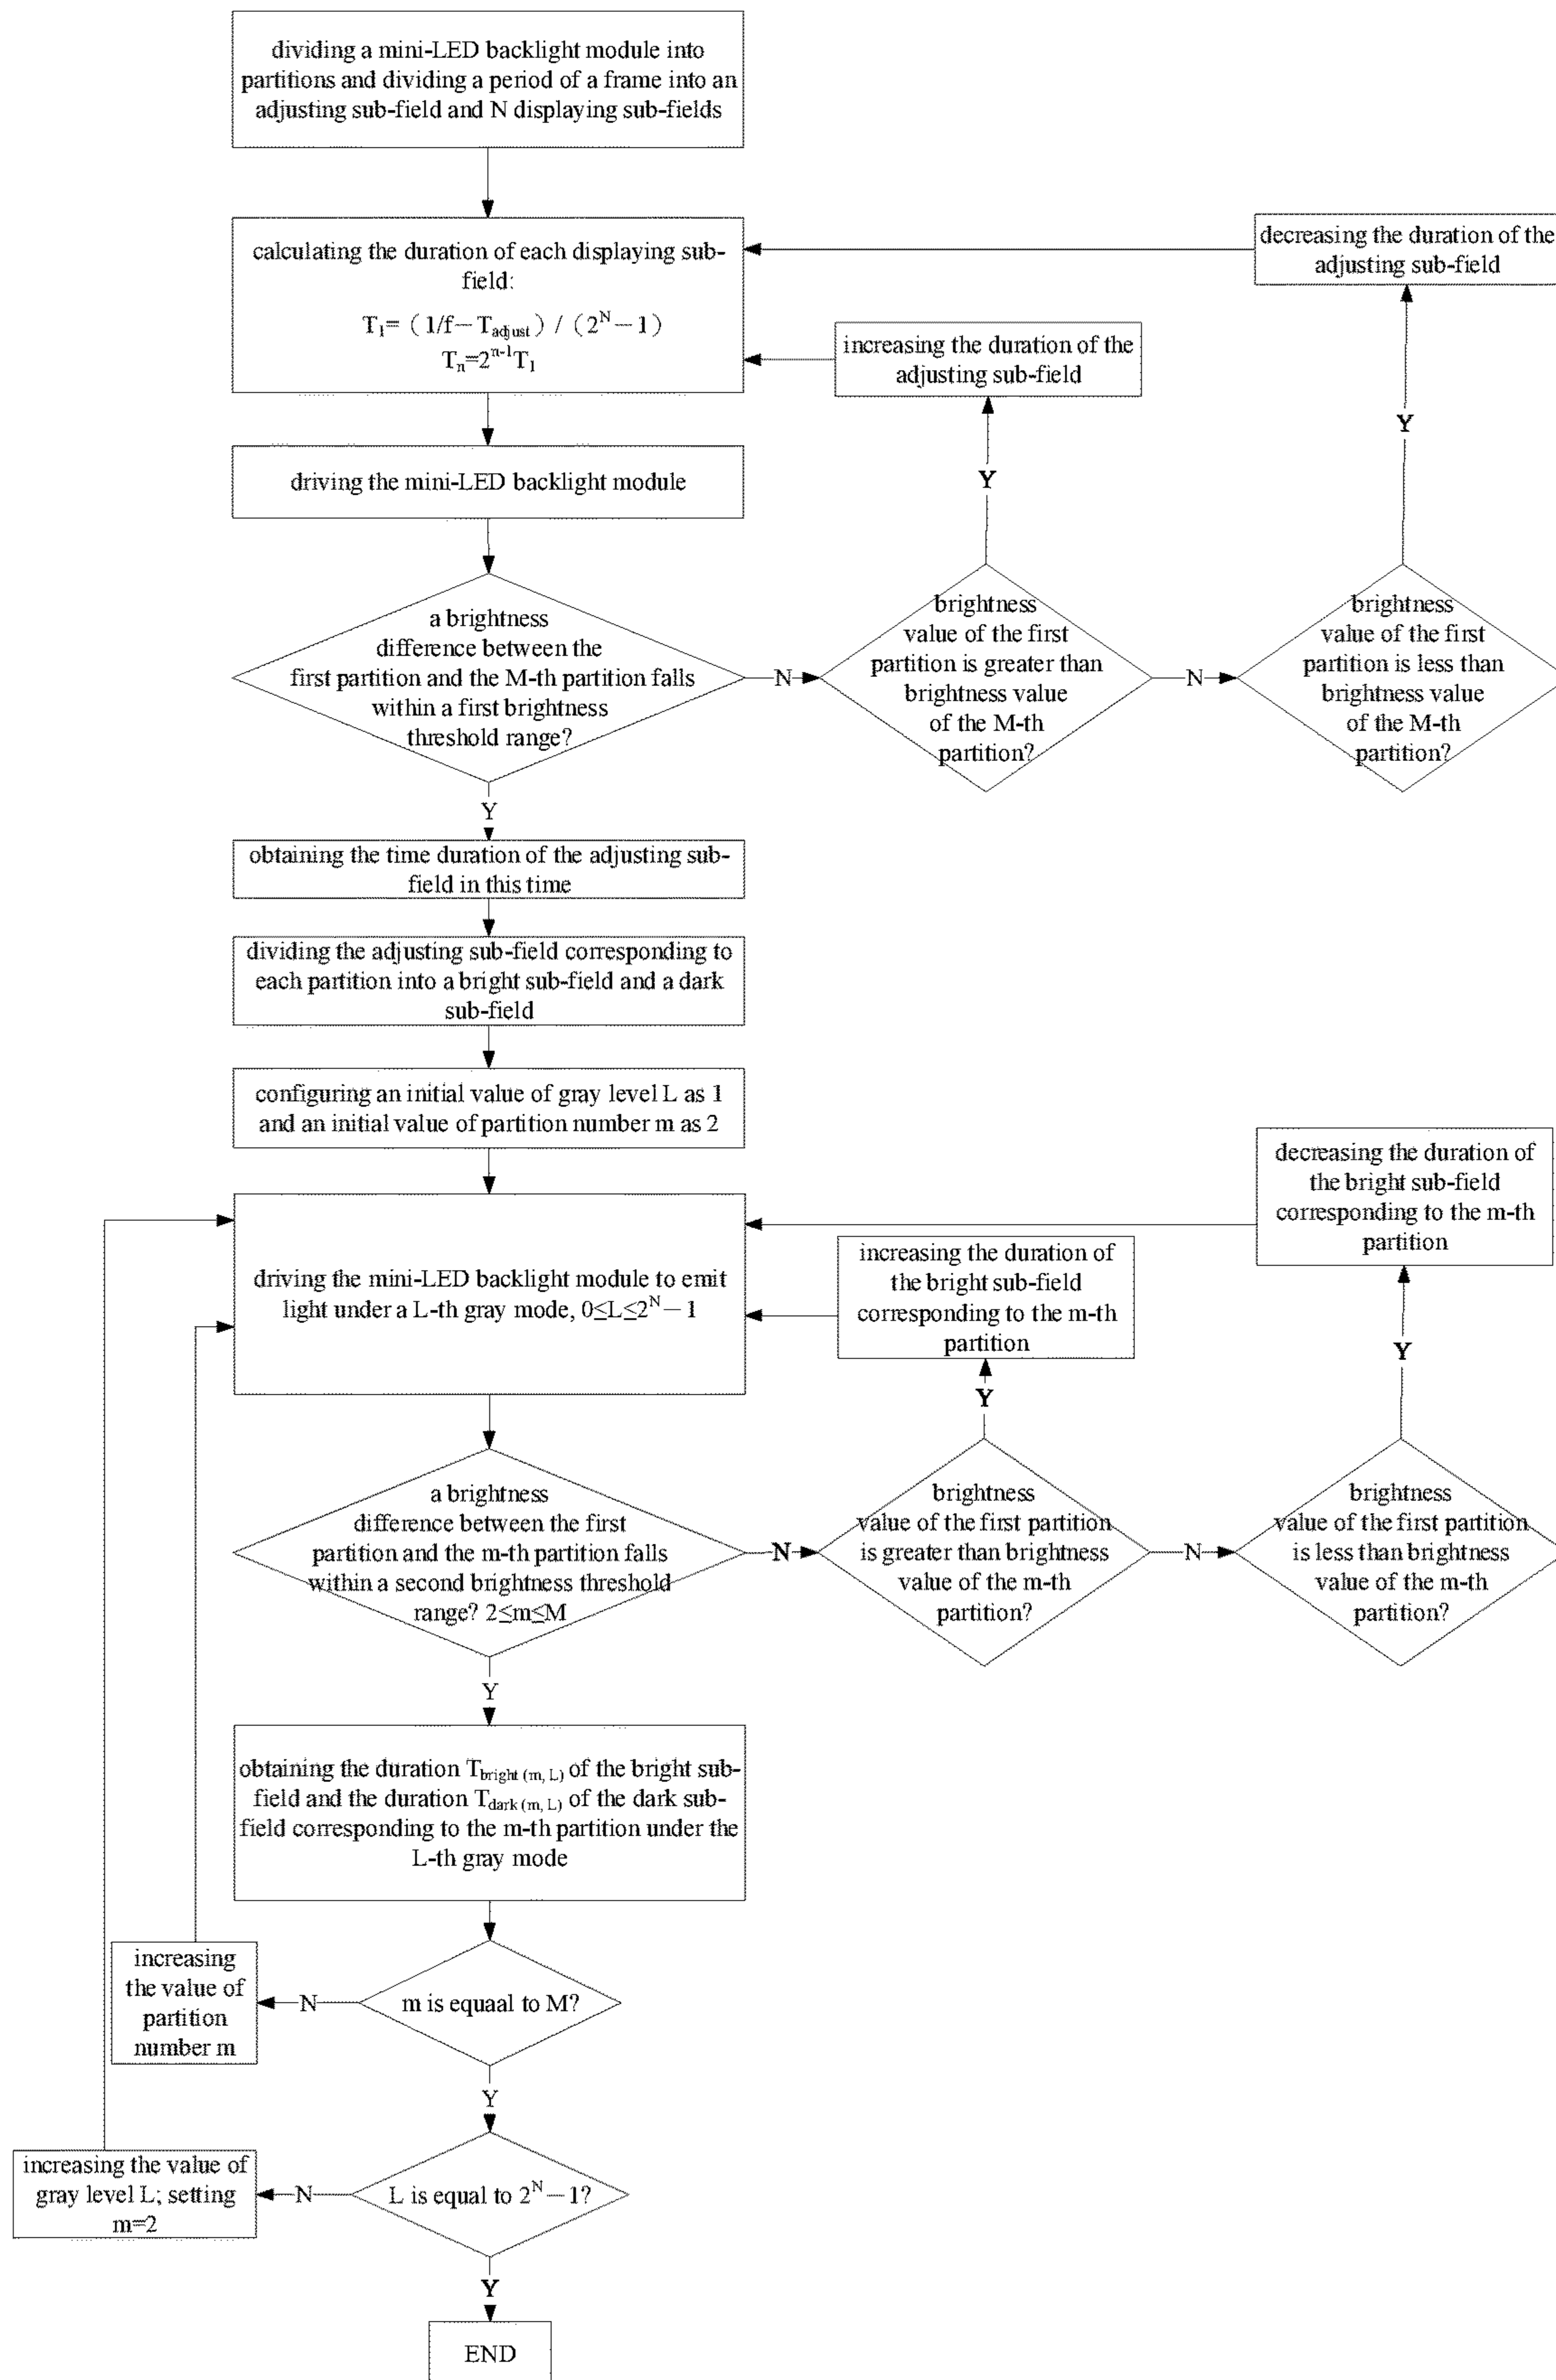 dividing a mini-LED backlight module into
partitions and dividing a period of a frame into an
adjusting sub-field and N displaying sub-fields
calculating the duration of each displaying sub-
field:
T₁=（1/f－T_adjust）/（2^N－1）
T_n=2^{n-1}T₁
decreasing the duration of the
adjusting sub-field
increasing the duration of the
adjusting sub-field
Y
Y
driving the mini-LED backlight module
a brightness
difference between the
first partition and the M-th partition falls
within a first brightness
threshold range?
N
brightness
value of the first
partition is greater than
brightness value
of the M-th
partition?
N
brightness
value of the first
partition is less than
brightness value
of the M-th
partition?
Y
obtaining the time duration of the adjusting sub-
field in this time
dividing the adjusting sub-field corresponding to
each partition into a bright sub-field and a dark
sub-field
configuring an initial value of gray level L as 1
and an initial value of partition number m as 2
driving the mini-LED backlight module to emit
light under a L-th gray mode, 0≤L≤2^N－1
increasing the duration of
the bright sub-field
corresponding to the m-th
partition
decreasing the duration of
the bright sub-field
corresponding to the m-th
partition
Y
Y
a brightness
difference between the first
partition and the m-th partition falls
within a second brightness threshold
range? 2≤m≤M
N
brightness
value of the first partition
is greater than brightness
value of the m-th
partition?
N
brightness
value of the first partition
is less than brightness
value of the m-th
partition?
Y
obtaining the duration T_bright (m, L) of the bright sub-
field and the duration T_dark (m, L) of the dark sub-
field corresponding to the m-th partition under the
L-th gray mode
m is equaal to M?
N
increasing
the value of
partition
number m
Y
L is equal to 2^N－1?
N
increasing the value of
gray level L; setting
m=2
Y
END